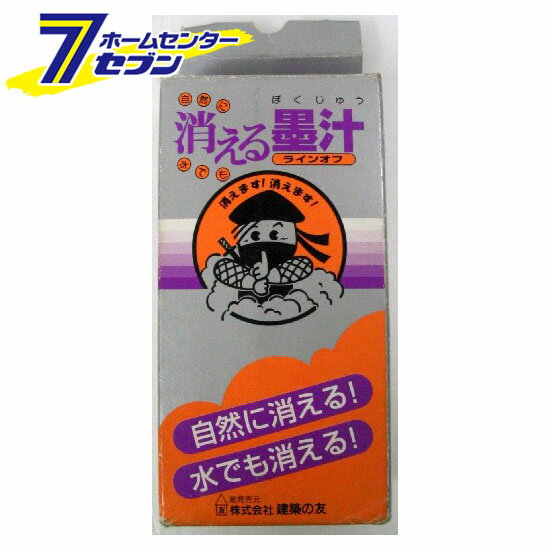 7 ホームセンター
セブン
自然に
ぼくじゅう
消える墨汁
ラインオフ
水でも
消えます!消えます!
自然に消える!
水でも消える!
友 総発売元
株式会社 建築の友